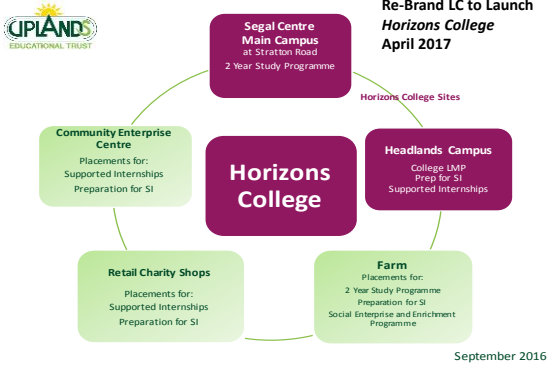 UPLANDS
EDUCATIONAL TRUST
Re-Brand LC to Launch
Horizons College
April 2017
Segal Centre
Main Campus
at Stratton Road
2 Year Study Programme
Horizons College Sites
Community Enterprise
Centre
Placements for:
Supported Internships
Preparation for SI
Horizons
College
Headlands Campus
College LMP
Prep for SI
Supported Internships
Retail Charity Shops
Placements for:
Supported Internships
Preparation for SI
Farm
Placements for:
2 Year Study Programme
Preparation for SI
Social Enterprise and Enrichment
Programme
September 2016